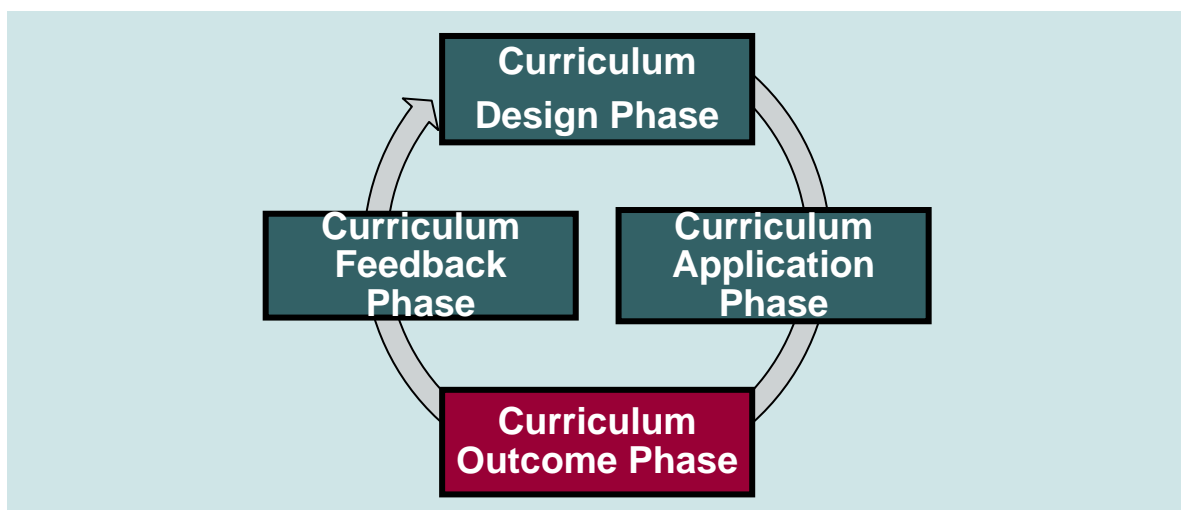 Curriculum
Design Phase
Curriculum
Feedback
Phase
Curriculum
Application
Phase
Curriculum
Outcome Phase